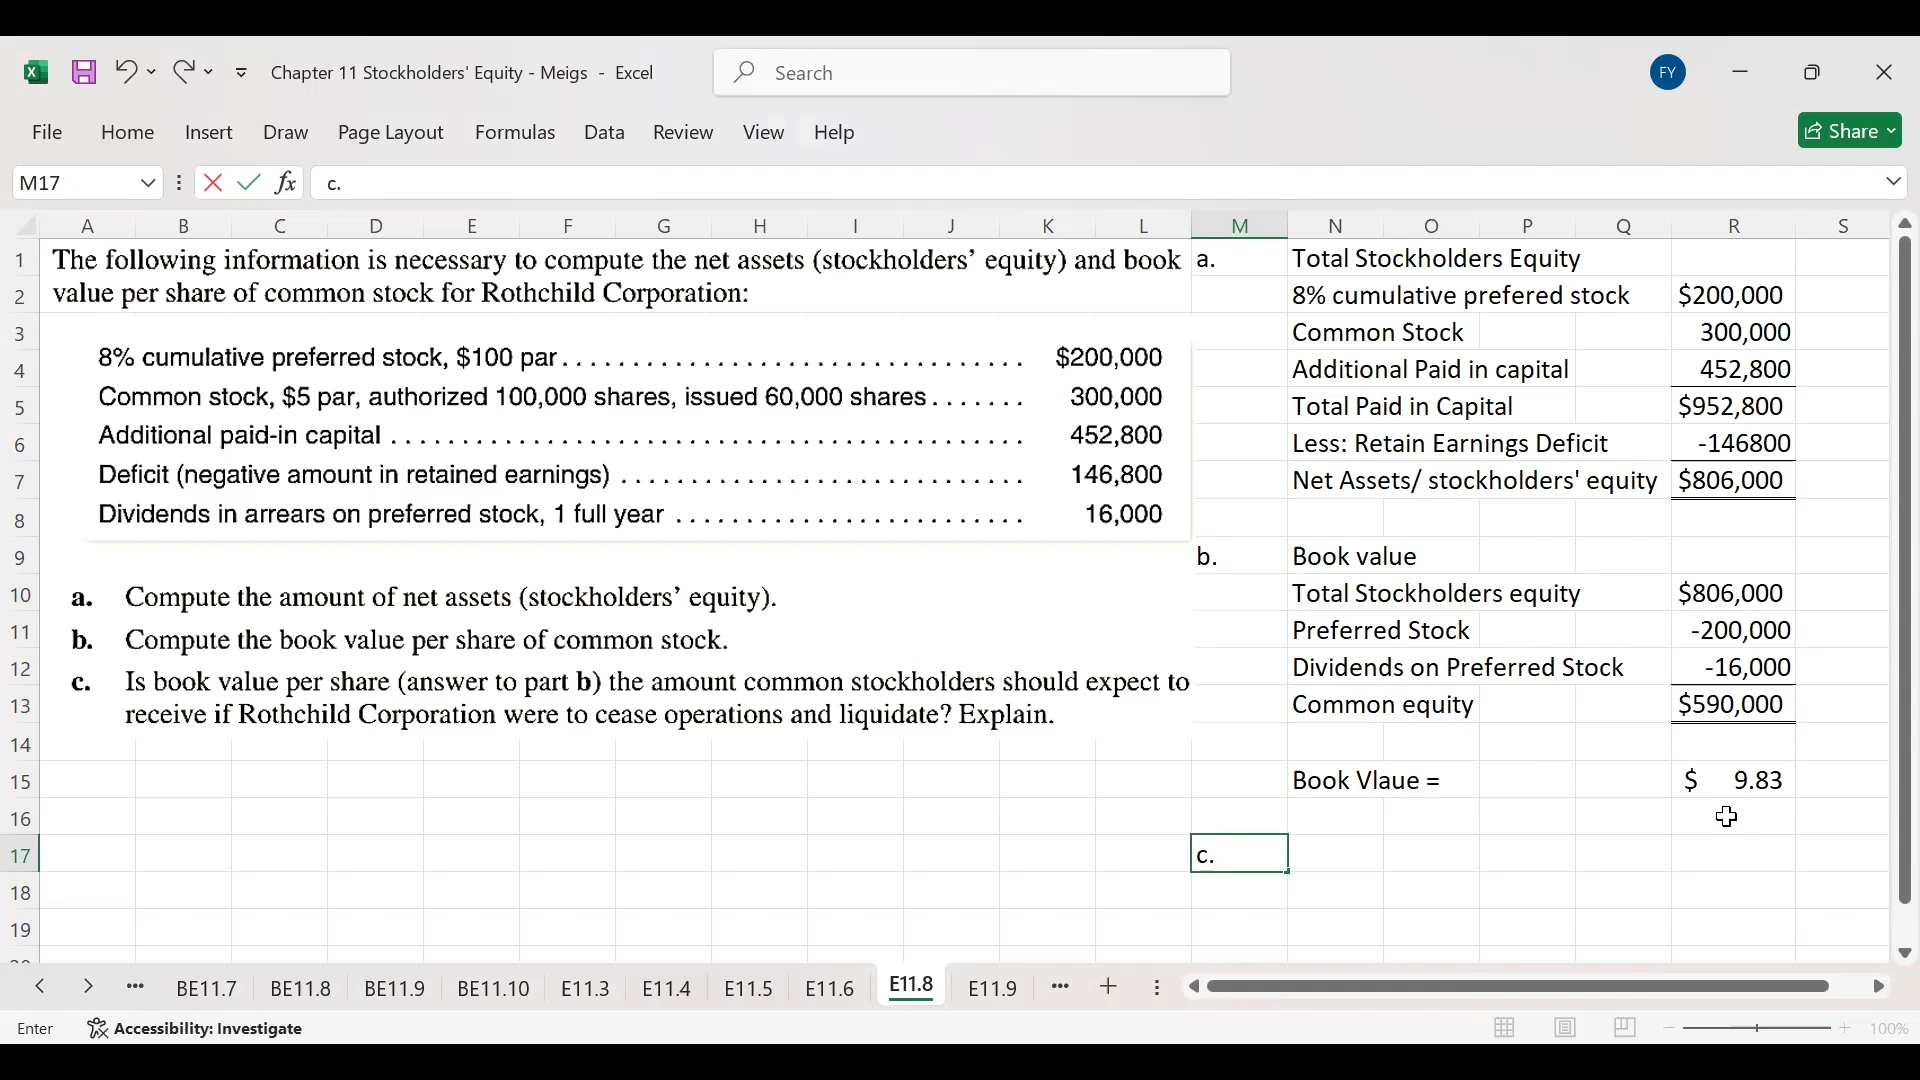 Chapter 11 Stockholders' Equity - Meigs - Excel
Search
FY
File Home Insert Draw Page Layout Formulas Data Review View Help
Share
M17
fx
c.
A B C D E F G H I J K L M N O P Q R S
1
2
3
4
5
6
7
8
9
10
11
12
13
14
15
16
17
18
19
The following information is necessary to compute the net assets (stockholders' equity) and book
value per share of common stock for Rothchild Corporation:
8% cumulative preferred stock, $100 par. . . . . . . . . . . . . . . . . . . . . . . . . . . . . . . . $200,000
Common stock, $5 par, authorized 100,000 shares, issued 60,000 shares . . . . . . . 300,000
Additional paid-in capital . . . . . . . . . . . . . . . . . . . . . . . . . . . . . . . . . . . . . . . . . . . 452,800
Deficit (negative amount in retained earnings) . . . . . . . . . . . . . . . . . . . . . . . . . . . 146,800
Dividends in arrears on preferred stock, 1 full year . . . . . . . . . . . . . . . . . . . . . . . . 16,000
a. Compute the amount of net assets (stockholders' equity).
b. Compute the book value per share of common stock.
c. Is book value per share (answer to part b) the amount common stockholders should expect to
receive if Rothchild Corporation were to cease operations and liquidate? Explain.
a. Total Stockholders Equity
8% cumulative prefered stock $200,000
Common Stock 300,000
Additional Paid in capital 452,800
Total Paid in Capital $952,800
Less: Retain Earnings Deficit -146800
Net Assets/ stockholders' equity $806,000
b. Book value
Total Stockholders equity $806,000
Preferred Stock -200,000
Dividends on Preferred Stock -16,000
Common equity $590,000
Book Vlaue = $ 9.83
c.
BE11.7 BE11.8 BE11.9 BE11.10 E11.3 E11.4 E11.5 E11.6 E11.8 E11.9
Enter
Accessibility: Investigate
100%